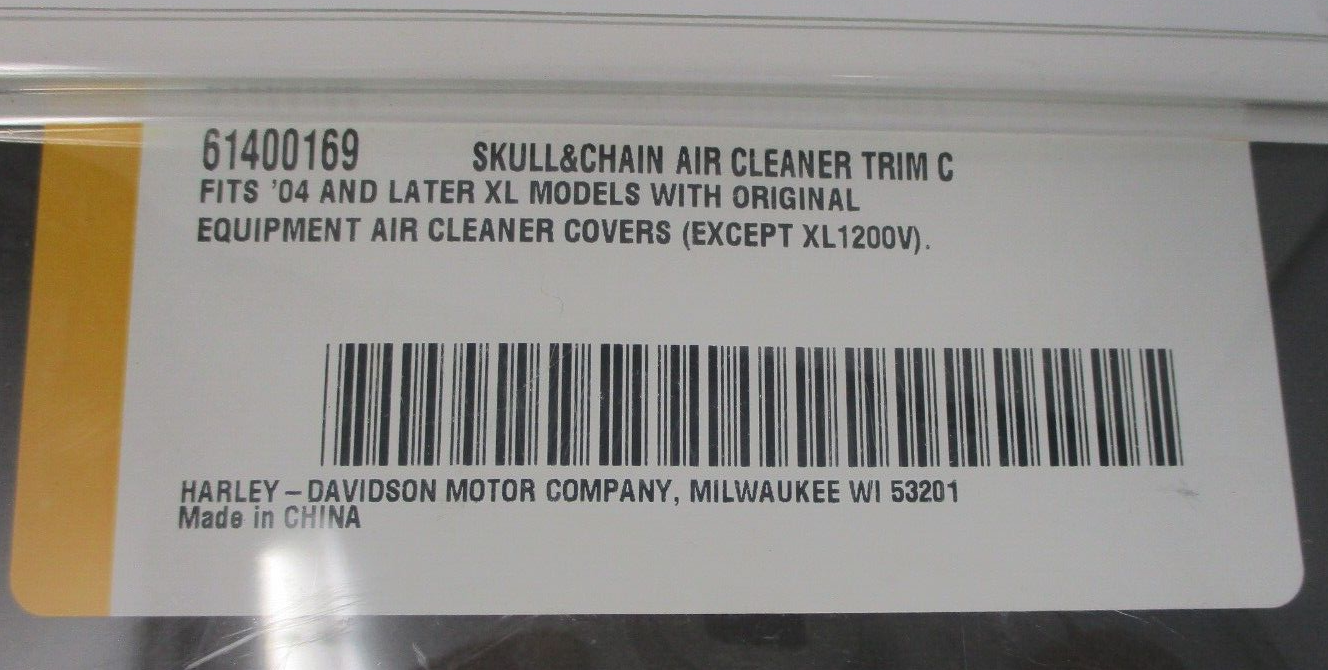 61400169 SKULL&CHAIN AIR CLEANER TRIM C
FITS '04 AND LATER XL MODELS WITH ORIGINAL
EQUIPMENT AIR CLEANER COVERS (EXCEPT XL1200V).
HARLEY-DAVIDSON MOTOR COMPANY, MILWAUKEE WI 53201
Made in CHINA